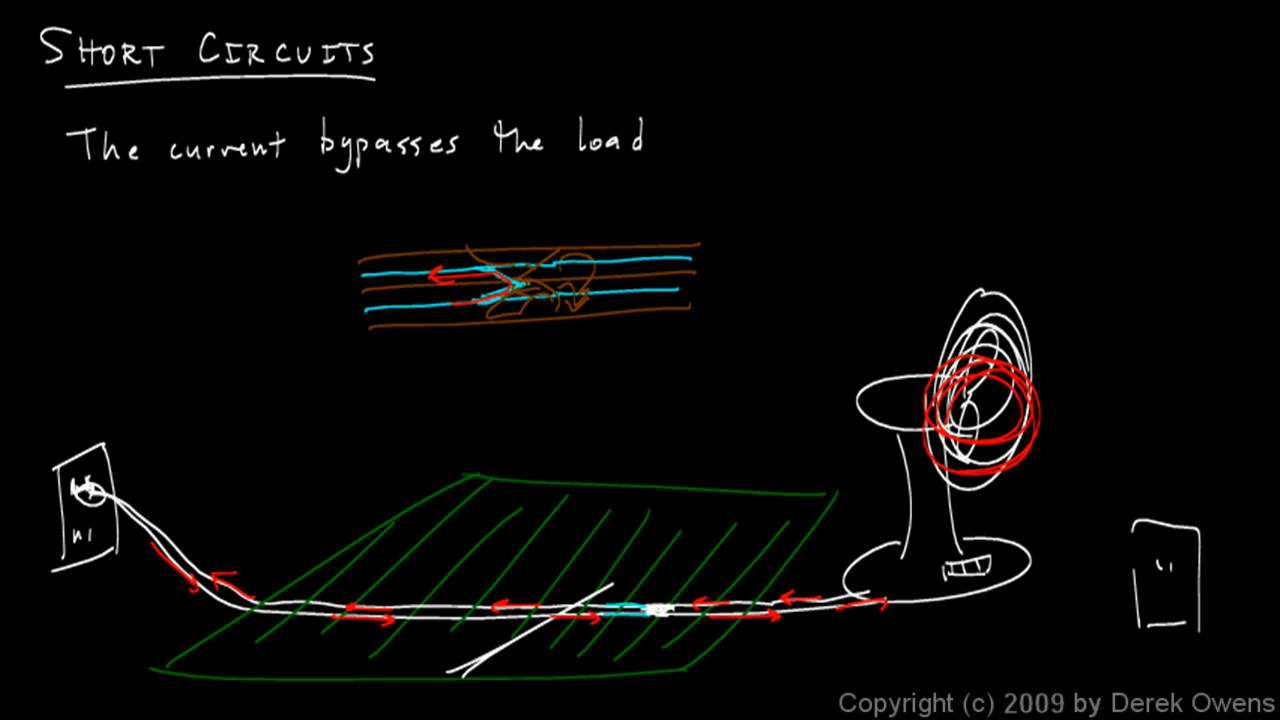 SHORT CIRCUITS
The current bypasses the load
Copyright (c) 2009 by Derek Owens